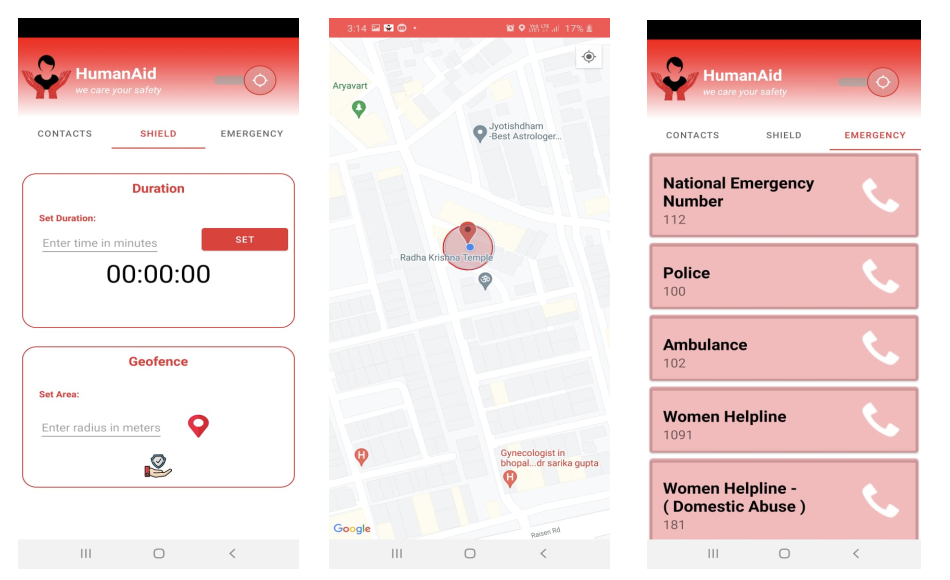 HumanAid
we care your safety
CONTACTS SHIELD EMERGENCY
Duration
Set Duration:
Enter time in minutes
SET
00:00:00
Geofence
Set Area:
Enter radius in meters
3:14
17%
Aryavart
Jyotishdham
-Best Astrologer...
Radha Krishna Temple
Gynecologist in
bhopal...dr sarika gupta
H
H
Google
Raisen Rd
HumanAid
we care your safety
CONTACTS SHIELD EMERGENCY
National Emergency
Number
112
Police
100
Ambulance
102
Women Helpline
1091
Women Helpline -
( Domestic Abuse )
181